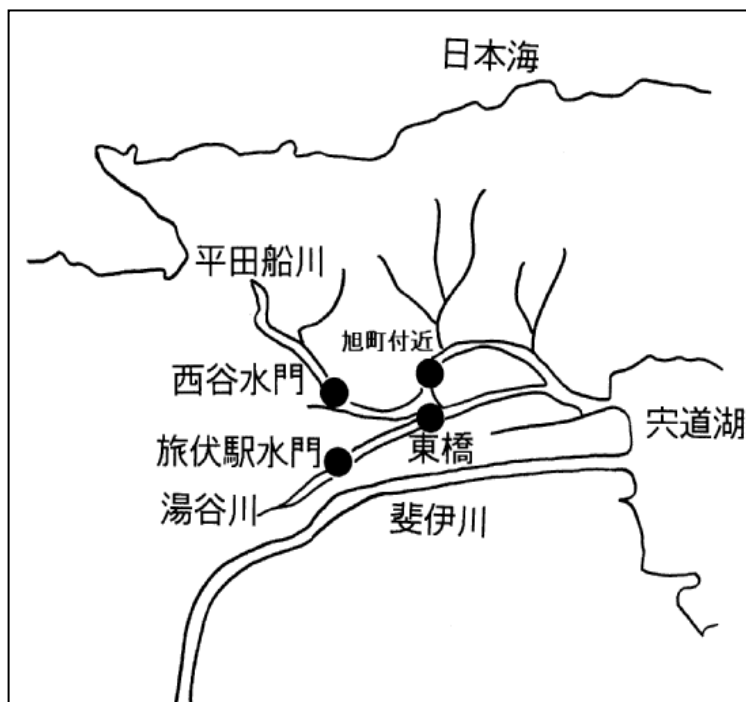 日本海
平田船川
旭町付近
西谷水門
宍道湖
旅伏駅水門
東橋
湯谷川
斐伊川